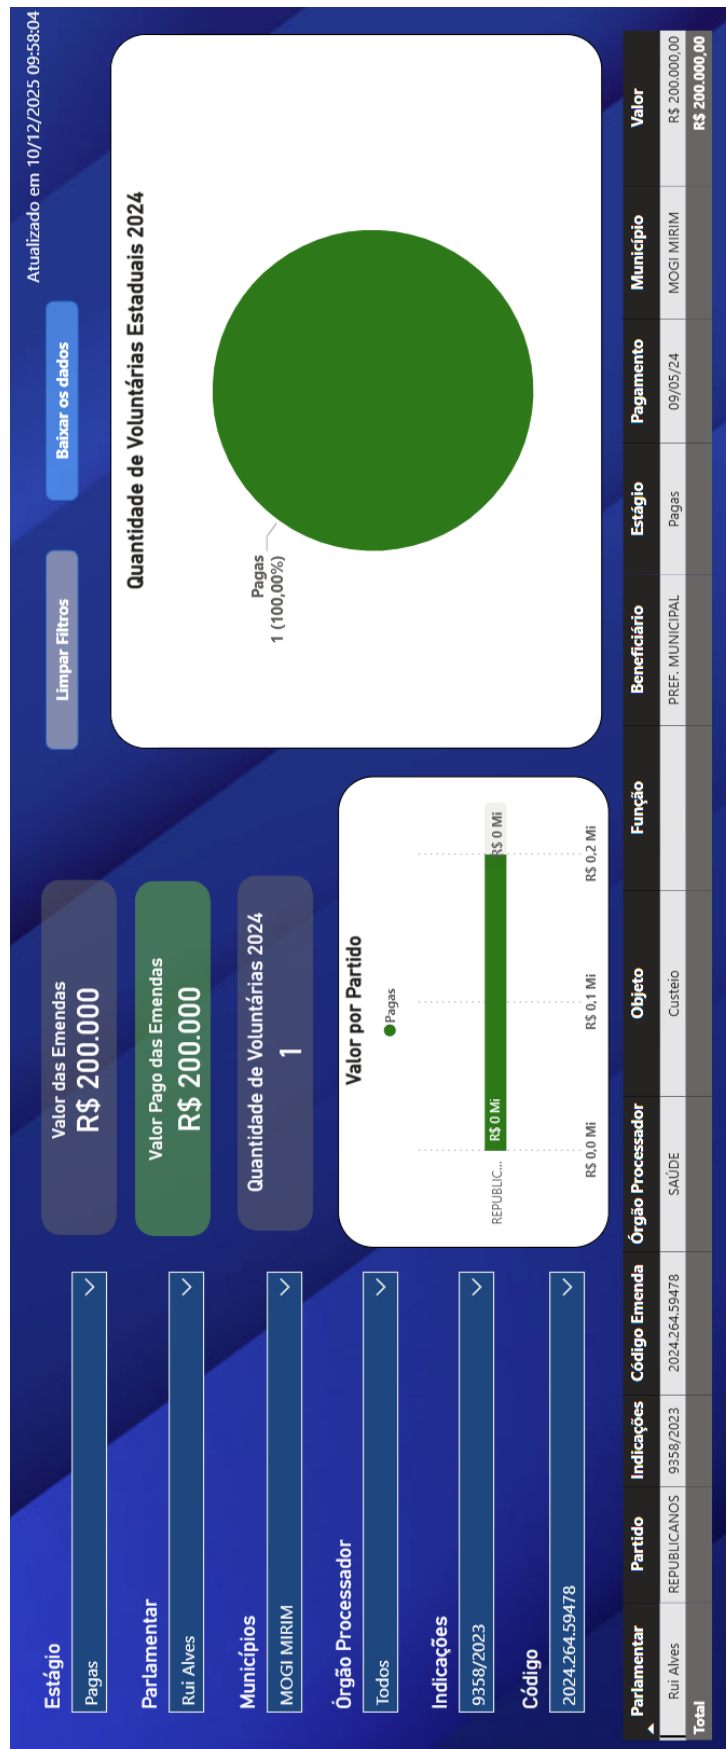 Atualizado em 10/12/2025 09:58:04
Limpar Filtros
Baixar os dados
Estágio
Pagas
Parlamentar
Rui Alves
Municípios
MOGI MIRIM
Órgão Processador
Todos
Indicações
9358/2023
Código
2024.264.59478
Valor das Emendas
R$ 200.000
Valor Pago das Emendas
R$ 200.000
Quantidade de Voluntárias 2024
1
Valor por Partido
Pagas
REPUBLIC...
R$ 0 Mi
R$ 0 Mi
R$ 0,0 Mi
R$ 0,1 Mi
R$ 0,2 Mi
Quantidade de Voluntárias Estaduais 2024
Pagas
1 (100,00%)
Parlamentar Partido Indicações Código Emenda Órgão Processador Objeto Função Beneficiário Estágio Pagamento Município Valor
Rui Alves REPUBLICANOS 9358/2023 2024.264.59478 SAÚDE Custeio PREF. MUNICIPAL Pagas 09/05/24 MOGI MIRIM R$ 200.000,00
Total R$ 200.000,00